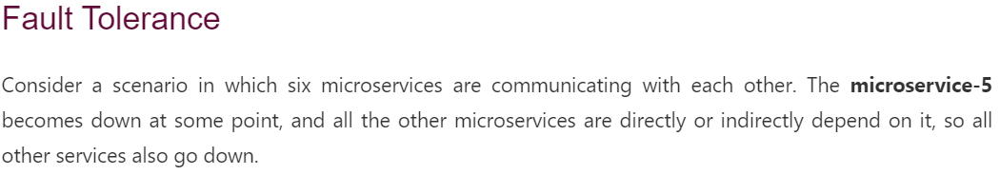 Fault Tolerance
Consider a scenario in which six microservices are communicating with each other. The microservice-5
becomes down at some point, and all the other microservices are directly or indirectly depend on it, so all
other services also go down.